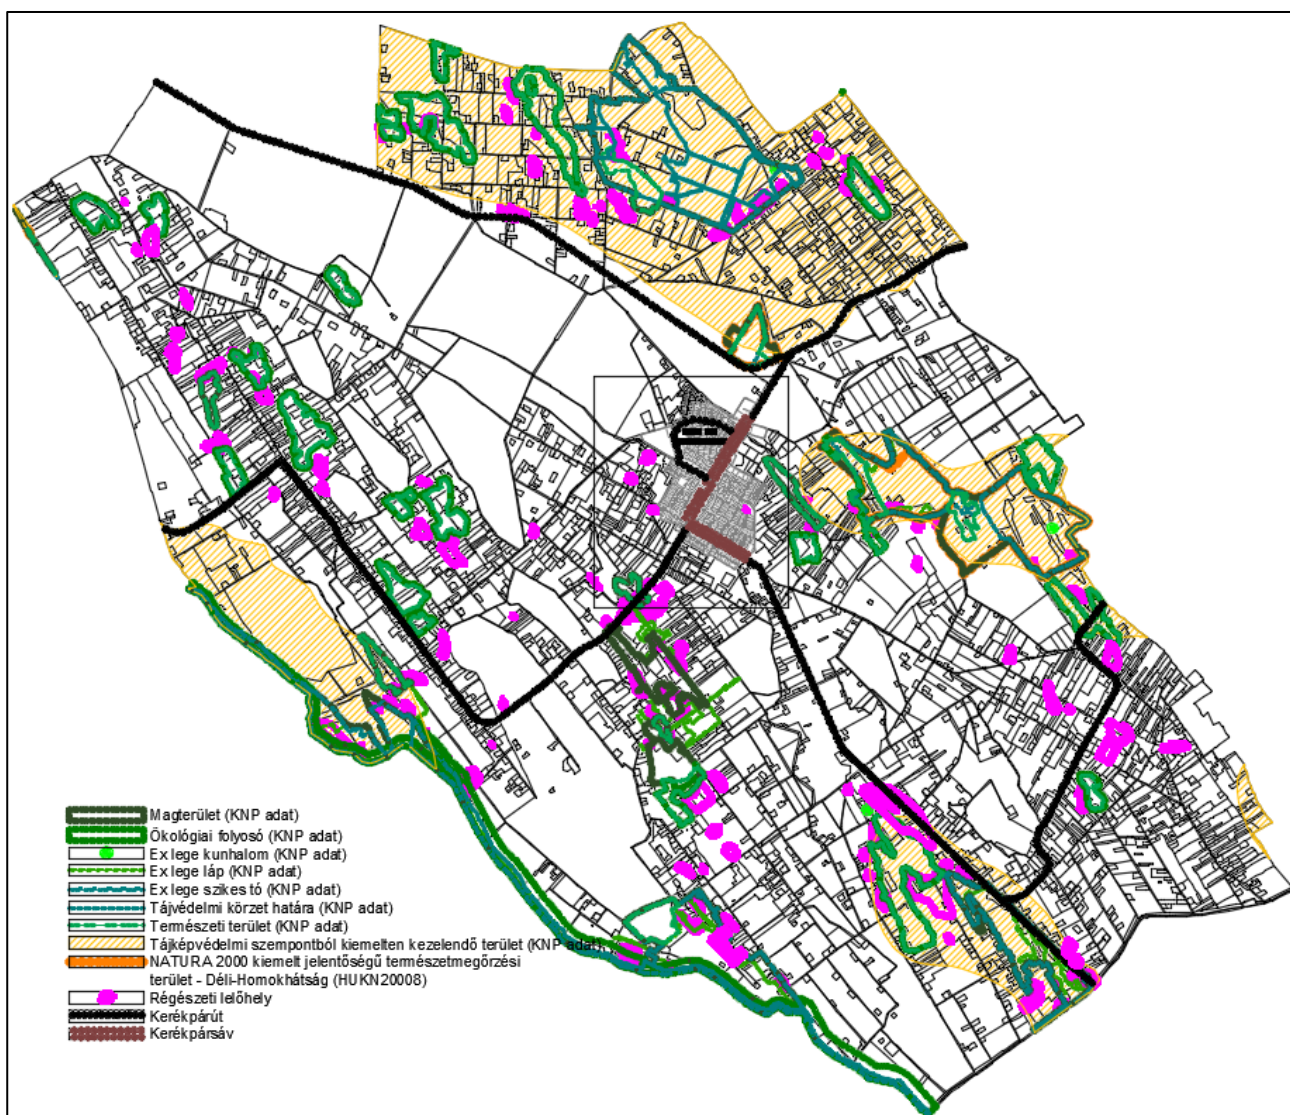 Magterület (KNP adat)
Ökológiai folyosó (KNP adat)
Ex lege kunhalom (KNP adat)
Ex lege láp (KNP adat)
Ex lege szikes tó (KNP adat)
Tájvédelmi körzet határa (KNP adat)
Természeti terület (KNP adat)
Tájképvédelmi szempontból kiemelten kezelendő terület (KNP adat)
NATURA 2000 kiemelt jelentőségű természetmegőrzési
terület - Déli-Homokhátság (HUKN20008)
Régészeti lelőhely
Kerékpárút
Kerékpársáv